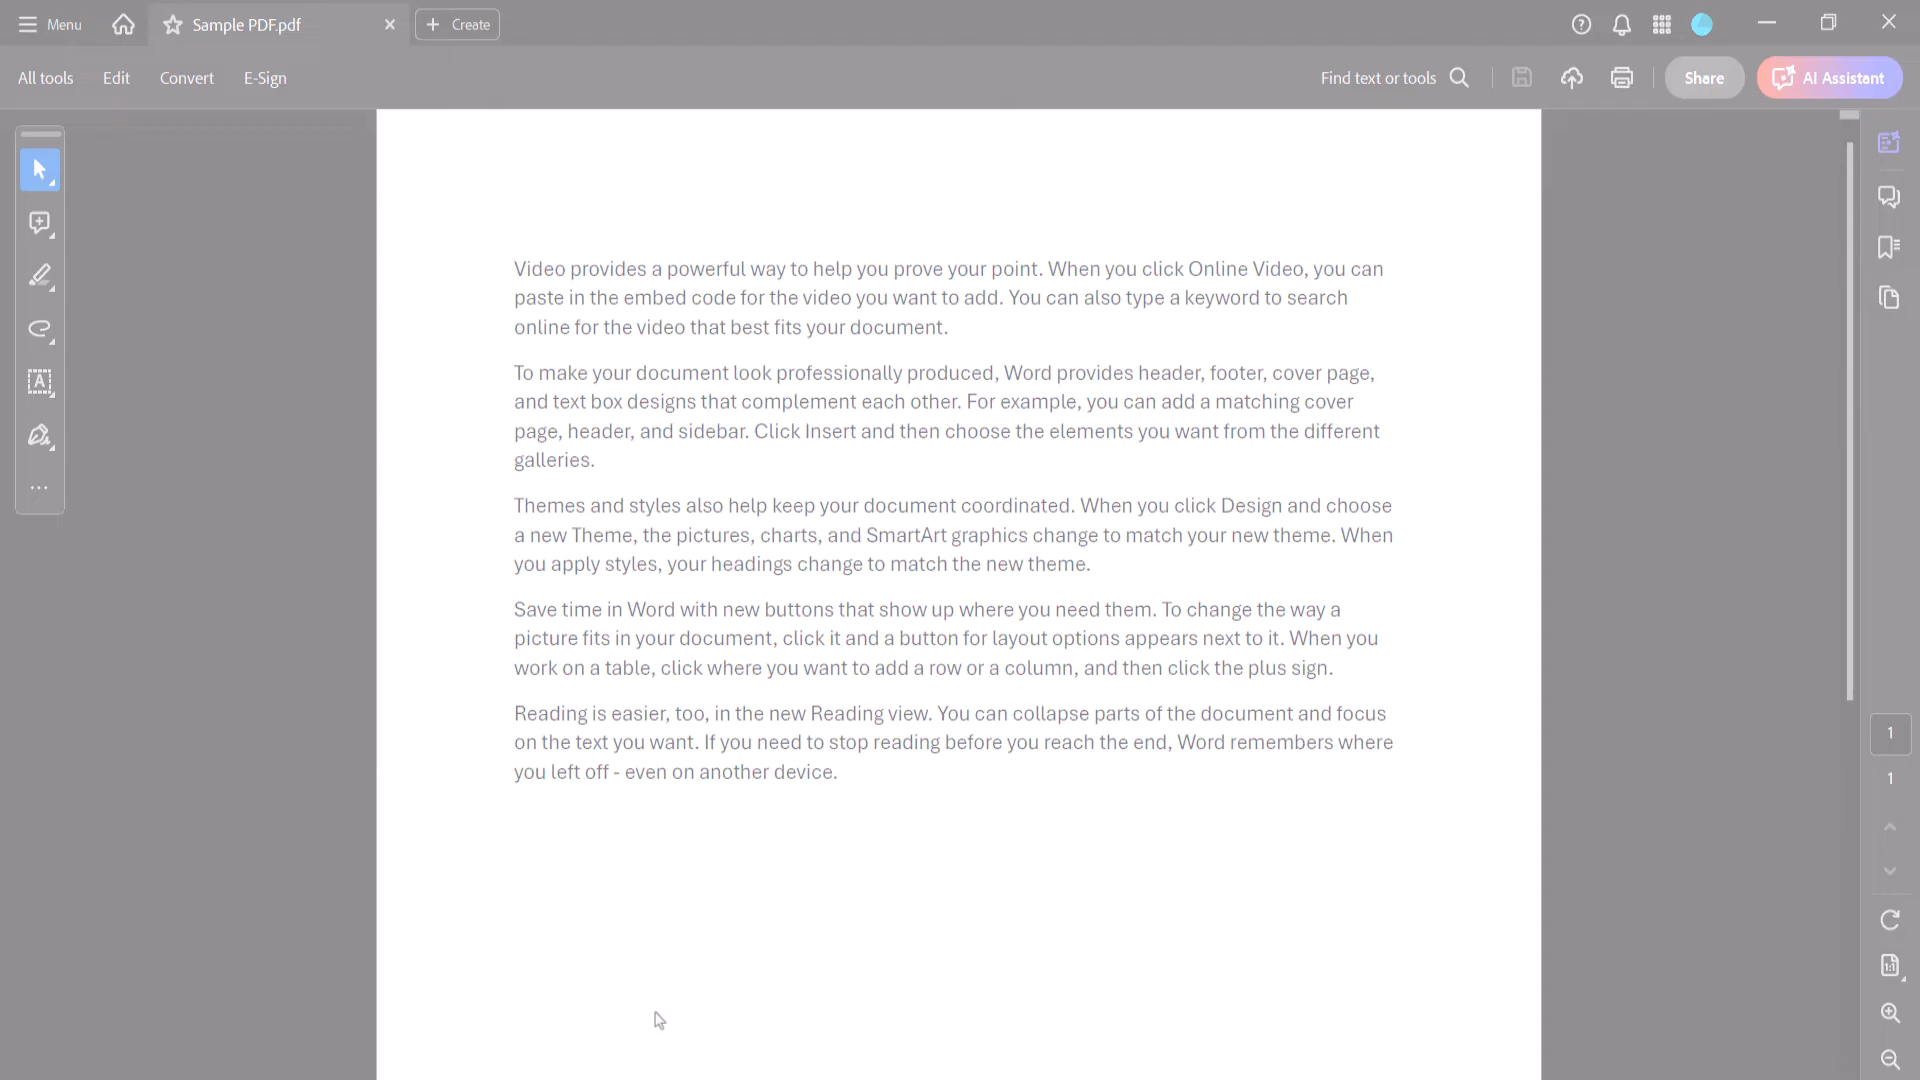 Menu
Sample PDF.pdf
Create
All tools
Edit
Convert
E-Sign
Find text or tools
Share
AI Assistant
Video provides a powerful way to help you prove your point. When you click Online Video, you can
paste in the embed code for the video you want to add. You can also type a keyword to search
online for the video that best fits your document.
To make your document look professionally produced, Word provides header, footer, cover page,
and text box designs that complement each other. For example, you can add a matching cover
page, header, and sidebar. Click Insert and then choose the elements you want from the different
galleries.
Themes and styles also help keep your document coordinated. When you click Design and choose
a new Theme, the pictures, charts, and SmartArt graphics change to match your new theme. When
you apply styles, your headings change to match the new theme.
Save time in Word with new buttons that show up where you need them. To change the way a
picture fits in your document, click it and a button for layout options appears next to it. When you
work on a table, click where you want to add a row or a column, and then click the plus sign.
Reading is easier, too, in the new Reading view. You can collapse parts of the document and focus
on the text you want. If you need to stop reading before you reach the end, Word remembers where
you left off - even on another device.
1
1